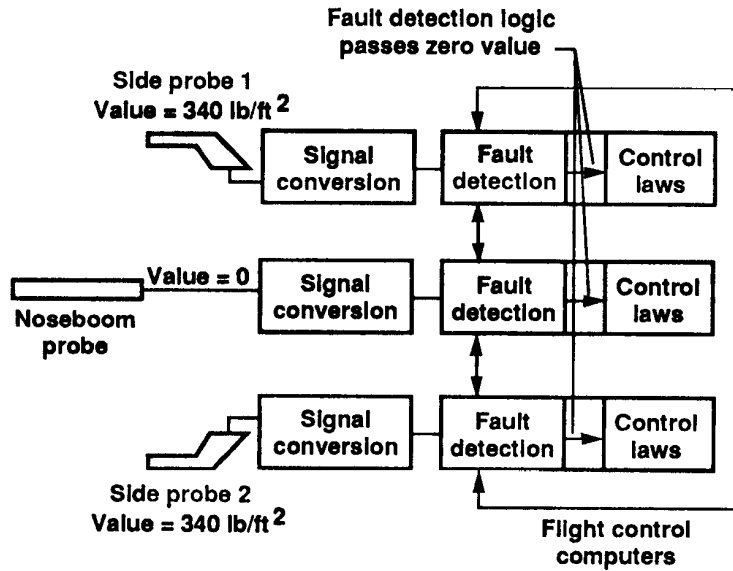 Fault detection logic
passes zero value
Side probe 1
Value = 340 lb/ft 2
Signal
conversion
Fault
detection
Control
laws
Value = 0
Noseboom
probe
Signal
conversion
Fault
detection
Control
laws
Signal
conversion
Fault
detection
Control
laws
Side probe 2
Value = 340 lb/ft 2
Flight control
computers